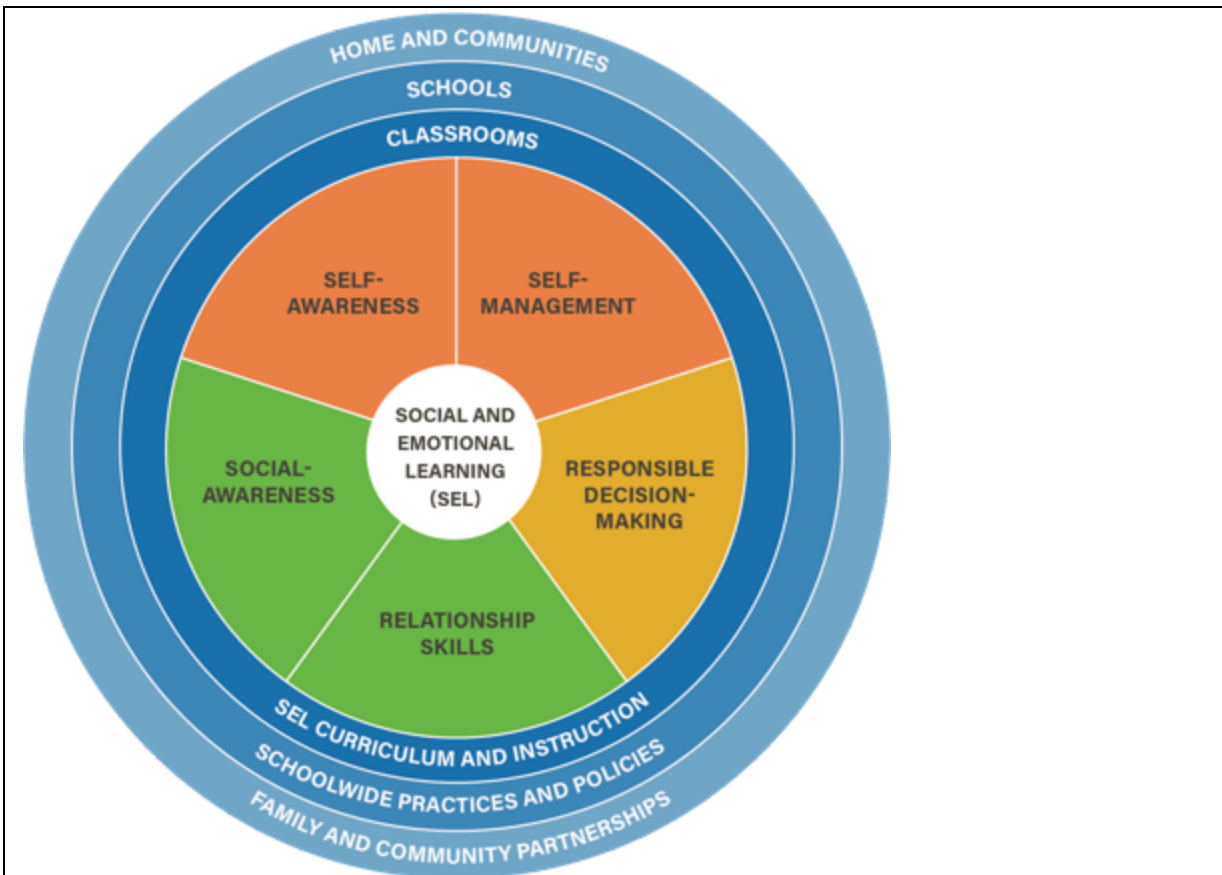 HOME AND COMMUNITIES
SCHOOLS
CLASSROOMS
SELF-
AWARENESS
SELF-
MANAGEMENT
SOCIAL AND
EMOTIONAL
LEARNING
(SEL)
SOCIAL-
AWARENESS
RESPONSIBLE
DECISION-
MAKING
RELATIONSHIP
SKILLS
SEL CURRICULUM AND INSTRUCTION
SCHOOLWIDE PRACTICES AND POLICIES
FAMILY AND COMMUNITY PARTNERSHIPS